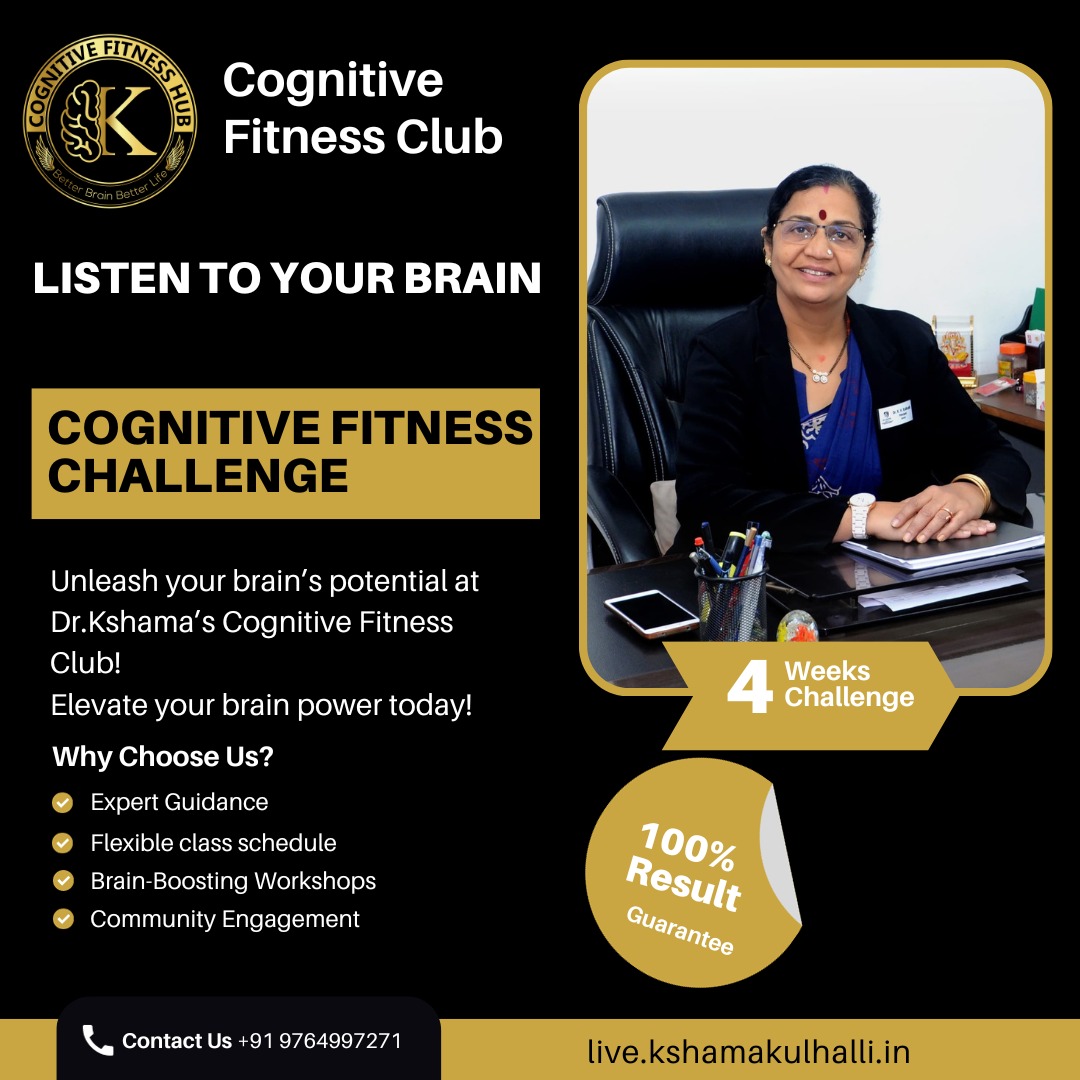 COGNITIVE FITNESS HUB
K
Better Brain Better Life
Cognitive
Fitness Club
LISTEN TO YOUR BRAIN
COGNITIVE FITNESS
CHALLENGE
Unleash your brain’s potential at
Dr.Kshama’s Cognitive Fitness
Club!
Elevate your brain power today!
Why Choose Us?
Expert Guidance
Flexible class schedule
Brain-Boosting Workshops
Community Engagement
4 Weeks
Challenge
100%
Result
Guarantee
Contact Us +91 9764997271
live.kshamakulhalli.in